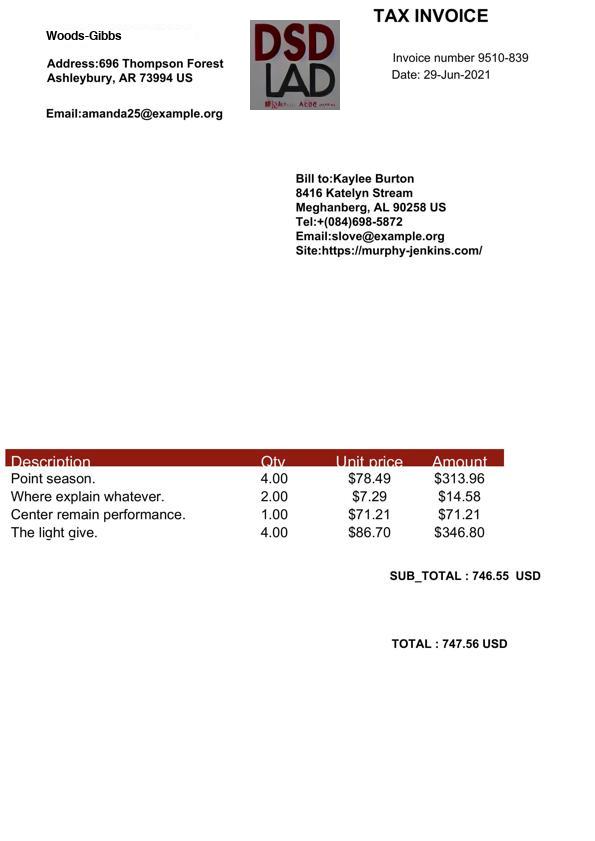 TAX INVOICE
Woods-Gibbs
Address:696 Thompson Forest
Ashleybury, AR 73994 US
Email:amanda25@example.org
DSD
LAD
Invoice number 9510-839
Date: 29-Jun-2021
Bill to:Kaylee Burton
8416 Katelyn Stream
Meghanberg, AL 90258 US
Tel:+(084)698-5872
Email:slove@example.org
Site:https://murphy-jenkins.com/
Description Qty Unit price Amount
Point season. 4.00 $78.49 $313.96
Where explain whatever. 2.00 $7.29 $14.58
Center remain performance. 1.00 $71.21 $71.21
The light give. 4.00 $86.70 $346.80
SUB_TOTAL : 746.55 USD
TOTAL : 747.56 USD